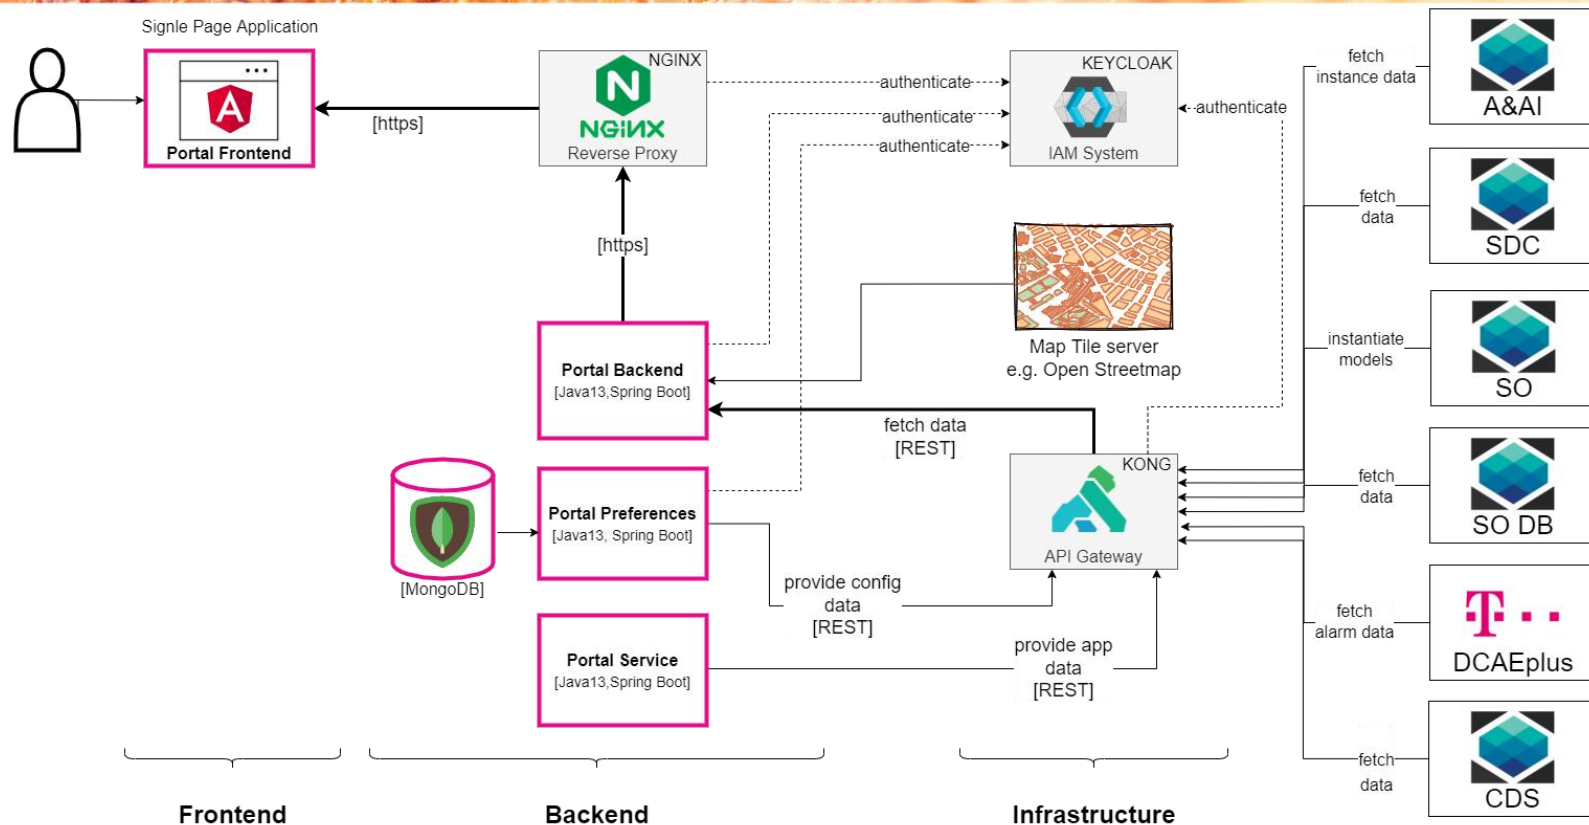 Signle Page Application
Portal Frontend
[https]
NGINX
NGiNX
Reverse Proxy
authenticate
authenticate
authenticate
KEYCLOAK
IAM System
authenticate
[https]
Map Tile server
e.g. Open Streetmap
Portal Backend
[Java13,Spring Boot]
fetch data
[REST]
[MongoDB]
Portal Preferences
[Java13, Spring Boot]
provide config
data
[REST]
Portal Service
[Java13,Spring Boot]
provide app
data
[REST]
KONG
API Gateway
fetch
instance data
A&AI
fetch
data
SDC
instantiate
models
SO
fetch
data
SO DB
fetch
alarm data
T
DCAEplus
fetch
data
CDS
Frontend
Backend
Infrastructure